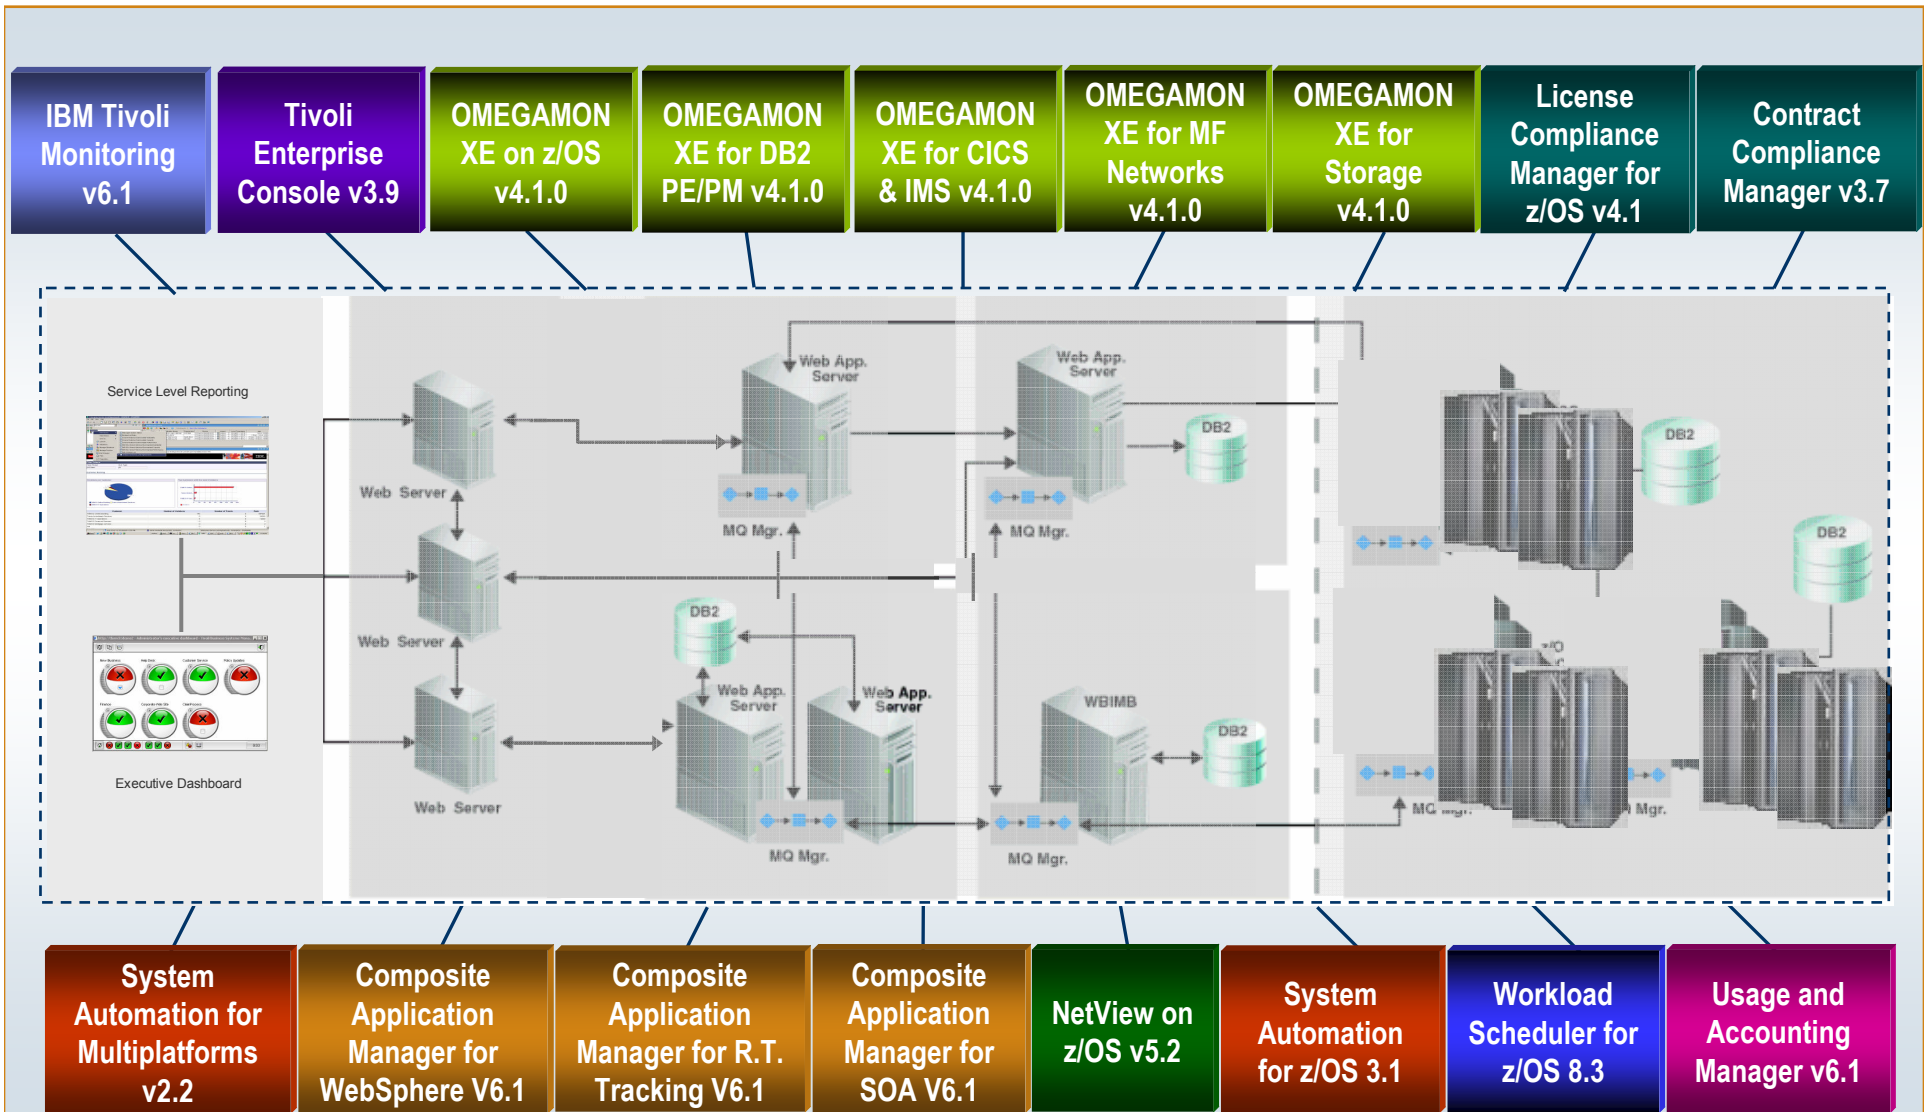 IBM Tivoli
Monitoring
v6.1
Tivoli
Enterprise
Console v3.9
OMEGAMON
XE on z/OS
v4.1.0
OMEGAMON
XE for DB2
PE/PM v4.1.0
OMEGAMON
XE for CICS
& IMS v4.1.0
OMEGAMON
XE for MF
Networks
v4.1.0
OMEGAMON
XE for
Storage
v4.1.0
License
Compliance
Manager for
z/OS v4.1
Contract
Compliance
Manager v3.7
Service Level Reporting
Executive Dashboard
Web Server
Web Server
Web Server
Web App.
Server
MQ Mgr.
Web App.
Server
DB2
MQ Mgr.
DB2
DB2
DB2
Web App.
Server
Web App.
Server
MQ Mgr.
WBIMB
DB2
MQ Mgr.
z/O
MQ Mgr.
Mgr.
System
Automation for
Multiplatforms
v2.2
Composite
Application
Manager for
WebSphere V6.1
Composite
Application
Manager for R.T.
Tracking V6.1
Composite
Application
Manager for
SOA V6.1
NetView on
z/OS v5.2
System
Automation
for z/OS 3.1
Workload
Scheduler for
z/OS 8.3
Usage and
Accounting
Manager v6.1